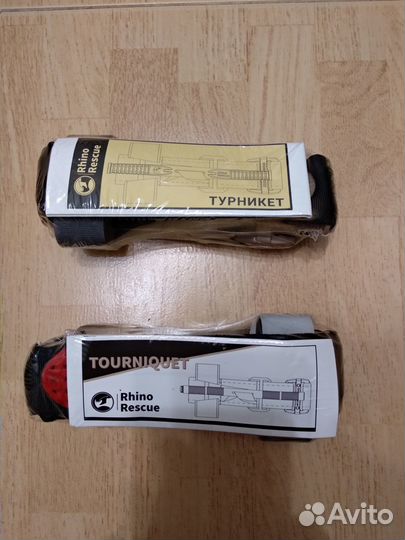 Rhino
Rescue
ТУРНИКЕТ
TOURNIQUET
Rhino
Rescue
Avito